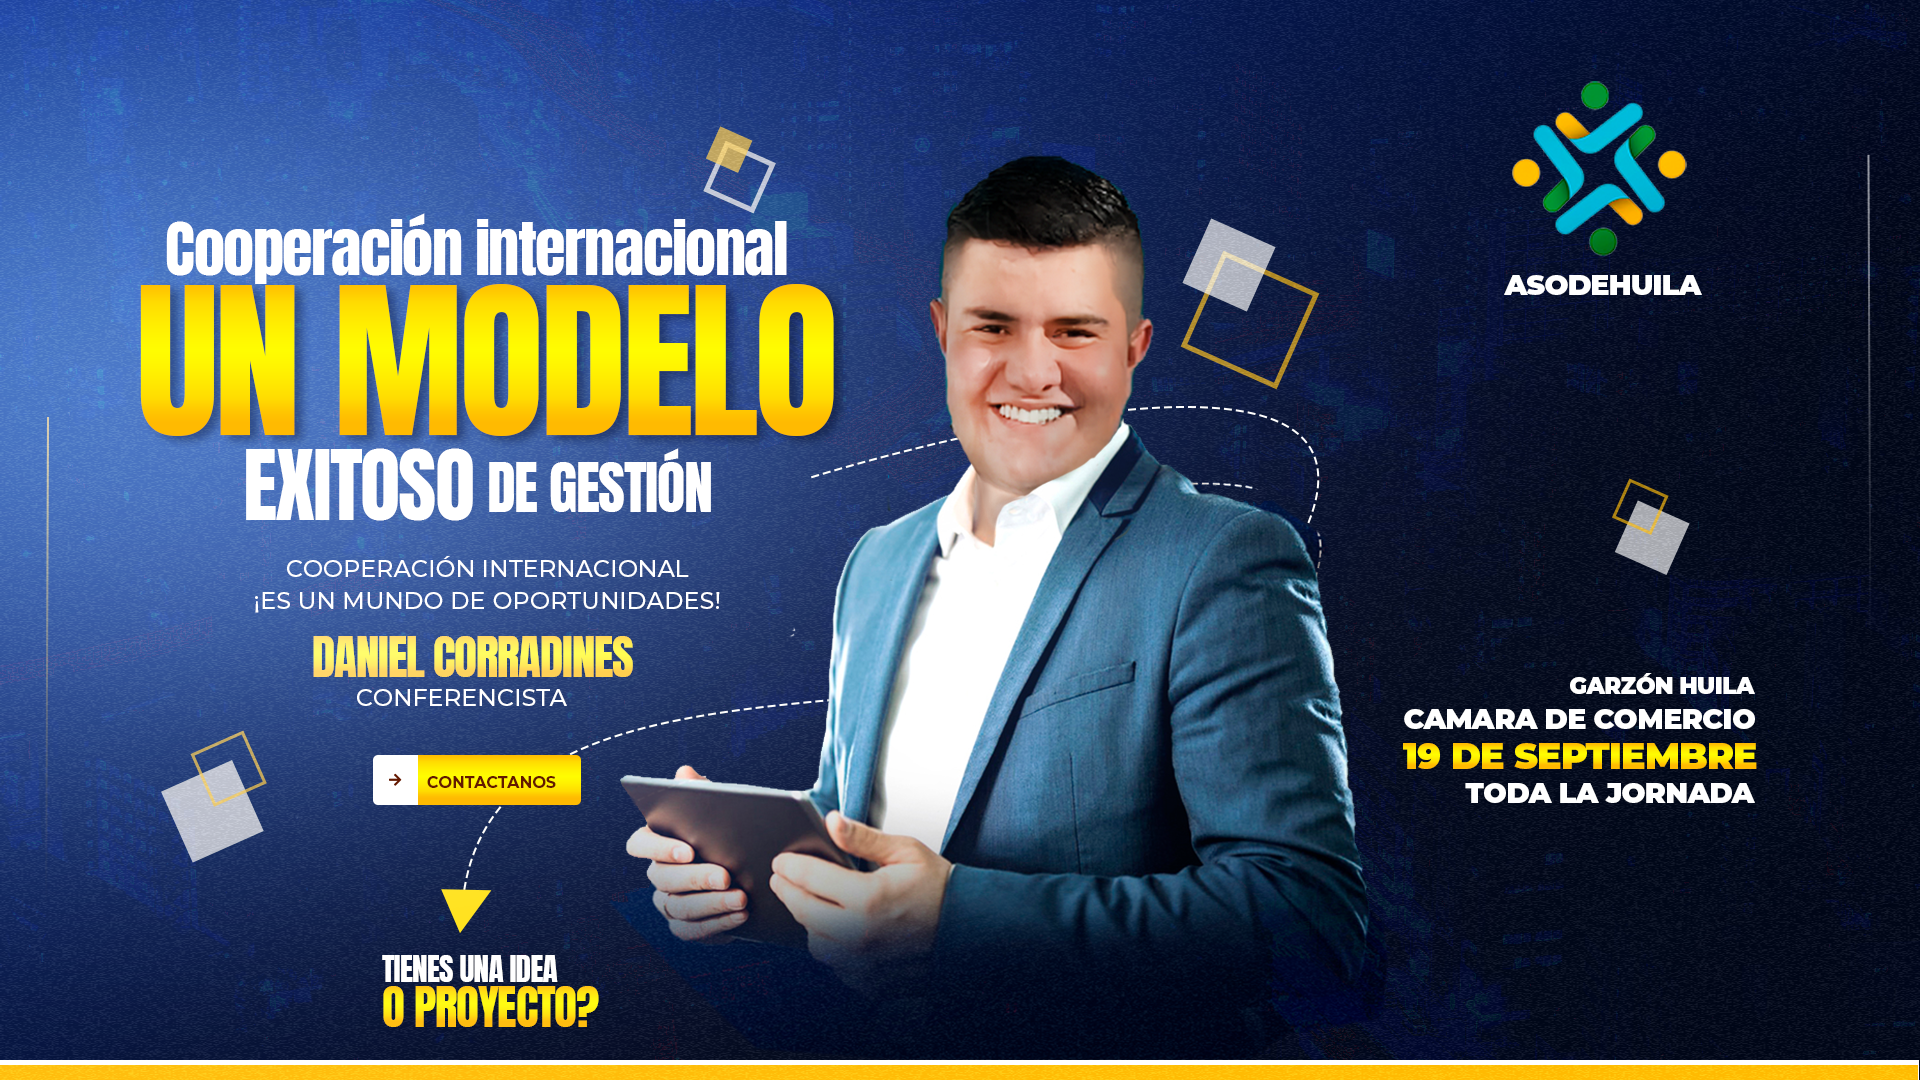 Cooperación internacional
UN MODELO
EXITOSO DE GESTIÓN
COOPERACIÓN INTERNACIONAL
¡ES UN MUNDO DE OPORTUNIDADES!
DANIEL CORRADINES
CONFERENCISTA
CONTACTANOS
TIENES UNA IDEA
O PROYECTO?
ASODEHUILA
GARZÓN HUILA
CAMARA DE COMERCIO
19 DE SEPTIEMBRE
TODA LA JORNADA